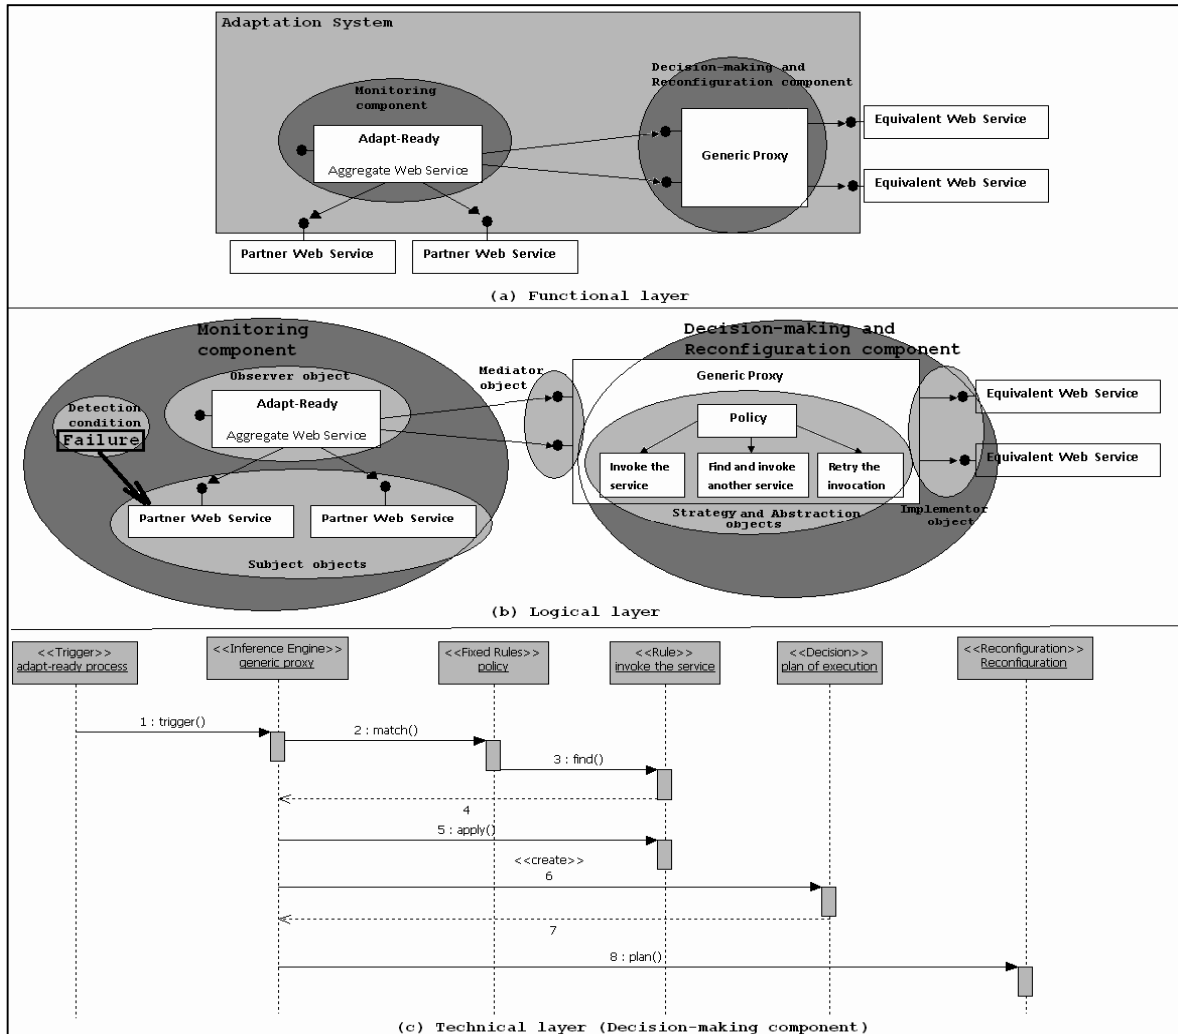 Adaptation System
Monitoring
component
Adapt-Ready
Aggregate Web Service
Decision-making and
Reconfiguration component
Generic Proxy
Equivalent Web Service
Equivalent Web Service
Partner Web Service
Partner Web Service
(a) Functional layer
Monitoring
component
Observer object
Adapt-Ready
Aggregate Web Service
Detection
condition
Failure
Partner Web Service
Partner Web Service
Subject objects
Mediator
object
Decision-making and
Reconfiguration component
Generic Proxy
Policy
Invoke the
service
Find and invoke
another service
Retry the
invocation
Strategy and Abstraction
objects
Implementor
object
Equivalent Web Service
Equivalent Web Service
(b) Logical layer
<<Trigger>>
adapt-ready process
<<Inference Engine>>
generic proxy
<<Fixed Rules>>
policy
<<Rule>>
invoke the service
<<Decision>>
plan of execution
<<Reconfiguration>>
Reconfiguration
1 : trigger()
2 : match()
3 : find()
4
5 : apply()
<<create>>
6
7
8 : plan()
(c) Technical layer (Decision-making component)